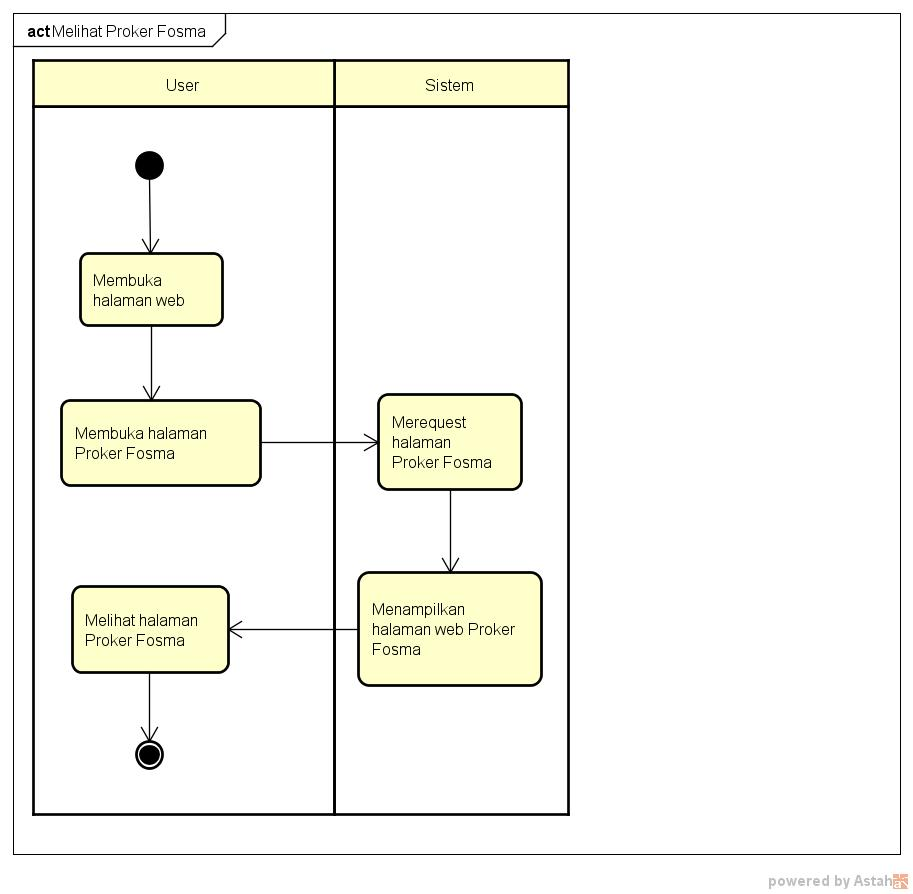 act Melihat Proker Fosma
User
Sistem
Membuka
halaman web
Membuka halaman
Proker Fosma
Merequest
halaman
Proker Fosma
Menampilkan
halaman web Proker
Fosma
Melihat halaman
Proker Fosma
powered by Astah